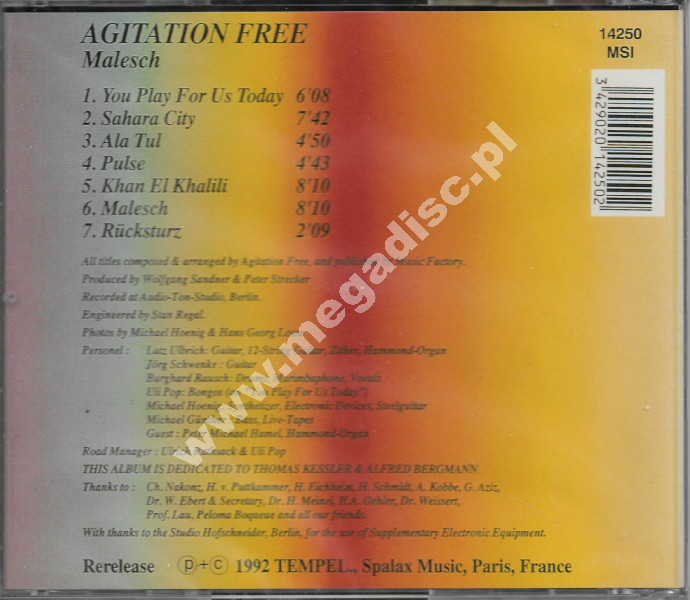 AGITATION FREE
Malesch
14250
MSI
1. You Play For Us Today 6'08
2. Sahara City 7'42
3. Ala Tul 4'50
4. Pulse 4'43
5. Khan El Khalili 8'10
6. Malesch 8'10
7. Rücksturz 2'09
3 429020 142502
All titles composed & arranged by Agitation Free, and published by Music Factory.
Produced by Wolfgang Sandner & Peter Strecker
Recorded at Audio-Ton-Studio, Berlin.
Engineered by Stan Regal.
Photos by Michael Hoenig & Hans Georg
Personel : Lutz Ulbrich: Guitar, 12-String Guitar, Zither, Hammond-Organ
Jörg Schwenke : Guitar
Burghard Rausch: Drums, Marimbaphone, Vocals
Uli Pop: Bongos (on "You Play For Us Today")
Michael Hoenig: Synthetizer, Electronic Devices, Steelguitar
Michael Günther: Bass, Live-Tapes
Guest : Peter Michael Hamel, Hammond-Organ
Road Manager : Ulrich & Uli Pop
THIS ALBUM IS DEDICATED TO THOMAS KESSLER & ALFRED BERGMANN
Thanks to : Ch. Nakonz, H. v. Puttkammer, H. Eichheim, H. Schmidt, A. Kobbe, G. Aziz,
Dr. W. Ebert & Secretary, Dr. H. Meinel, H.A. Oehler, Dr. Weissert,
Prof. Lau, Peloma Boqueue and all our friends.
With thanks to the Studio Hofschneider, Berlin, for the use of Supplementary Electronic Equipment.
Rerelease ℗+© 1992 TEMPEL., Spalax Music, Paris, France
www.megadisc.pl